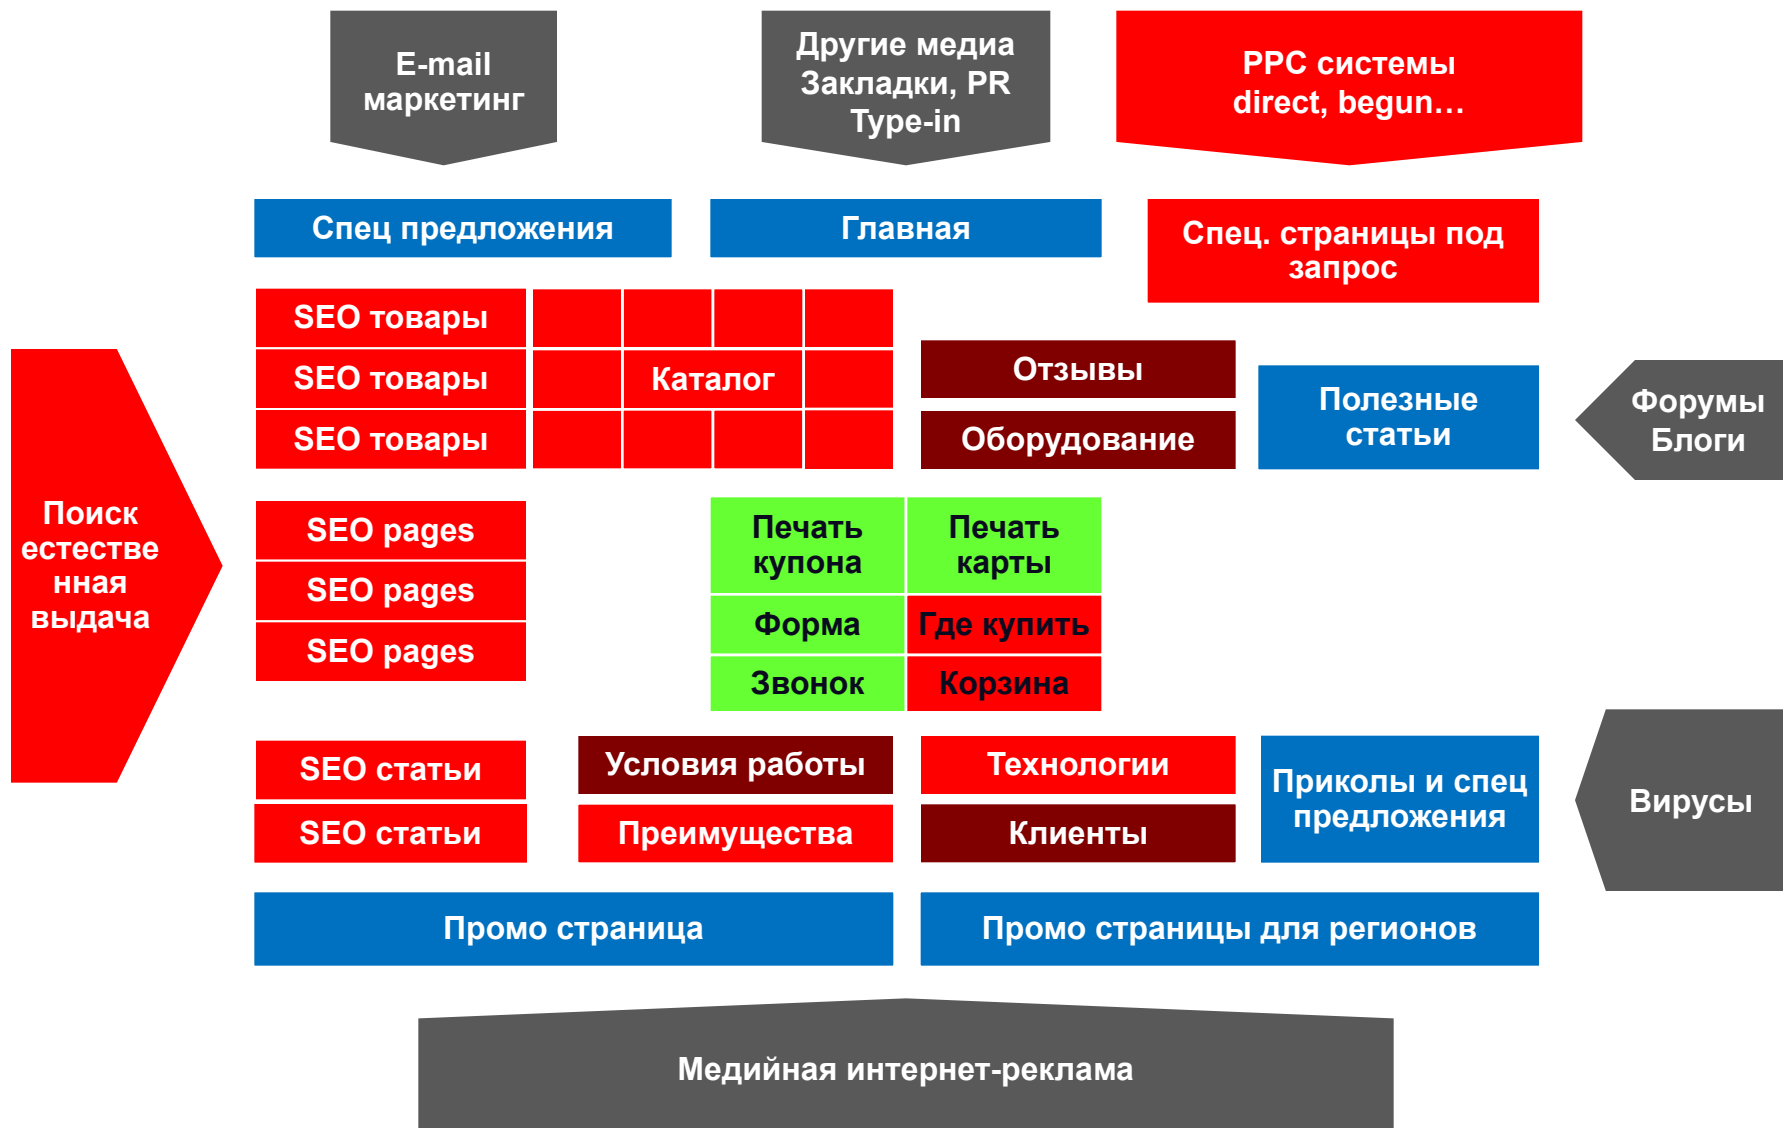 E-mail
маркетинг
Другие медиа
Закладки, PR
Type-in
PPC системы
direct, begun…
Спец предложения
Главная
Спец. страницы под
запрос
SEO товары
SEO товары
Каталог
SEO товары
Отзывы
Оборудование
Полезные
статьи
Форумы
Блоги
Поиск
естестве
нная
выдача
SEO pages
SEO pages
SEO pages
Печать
купона
Печать
карты
Форма
Где купить
Звонок
Корзина
SEO статьи
SEO статьи
Условия работы
Преимущества
Технологии
Клиенты
Приколы и спец
предложения
Вирусы
Промо страница
Промо страницы для регионов
Медийная интернет-реклама